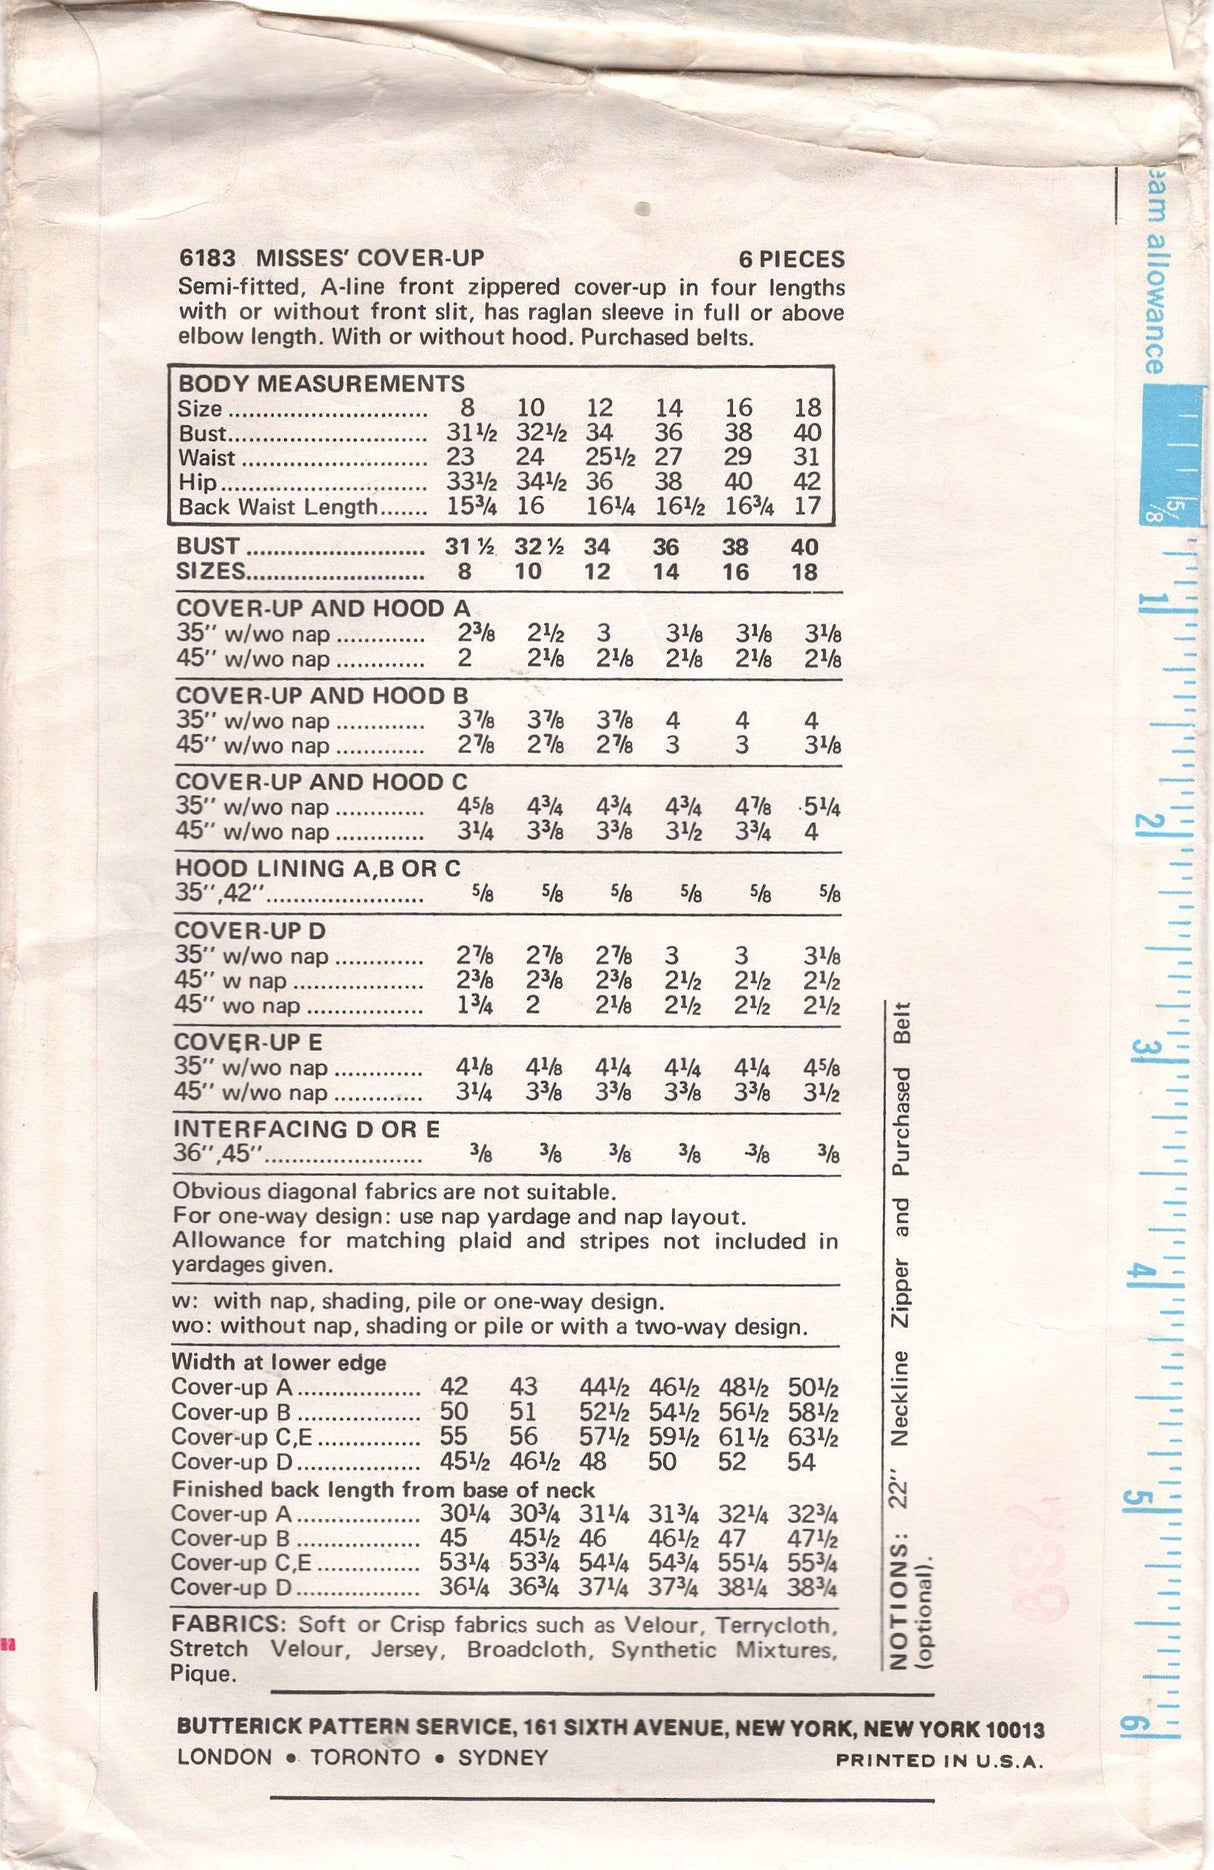 6183 MISSES' COVER-UP 6 PIECES
Semi-fitted, A-line front zippered cover-up in four lengths
with or without front slit, has raglan sleeve in full or above
elbow length. With or without hood. Purchased belts.
BODY MEASUREMENTS
Size ............................ 8 10 12 14 16 18
Bust............................ 31½ 32½ 34 36 38 40
Waist .......................... 23 24 25½ 27 29 31
Hip............................. 33½ 34½ 36 38 40 42
Back Waist Length....... 15¾ 16 16¼ 16½ 16¾ 17
BUST ......................... 31 ½ 32 ½ 34 36 38 40
SIZES......................... 8 10 12 14 16 18
COVER-UP AND HOOD A
35" w/wo nap ............. 2⅜ 2½ 3 3⅛ 3⅛ 3⅛
45" w/wo nap ............. 2 2⅛ 2⅛ 2⅛ 2⅛ 2⅛
COVER-UP AND HOOD B
35" w/wo nap ............. 3⅞ 3⅞ 3⅞ 4 4 4
45" w/wo nap ............. 2⅞ 2⅞ 2⅞ 3 3 3⅛
COVER-UP AND HOOD C
35" w/wo nap ............. 4⅝ 4¾ 4¾ 4¾ 4⅞ 5¼
45" w/wo nap ............. 3¼ 3⅜ 3⅜ 3½ 3¾ 4
HOOD LINING A,B OR C
35",42"....................... ⅝ ⅝ ⅝ ⅝ ⅝ ⅝
COVER-UP D
35" w/wo nap ............. 2⅞ 2⅞ 2⅞ 3 3 3⅛
45" w nap ................... 2⅜ 2⅜ 2⅜ 2½ 2½ 2½
45" wo nap ................. 1¾ 2 2⅛ 2½ 2½ 2½
COVER-UP E
35" w/wo nap ............. 4⅛ 4⅛ 4¼ 4¼ 4¼ 4⅝
45" w/wo nap ............. 3¼ 3⅜ 3⅜ 3⅜ 3⅜ 3½
INTERFACING D OR E
36",45"....................... ⅜ ⅜ ⅜ ⅜ ⅜ ⅜
Obvious diagonal fabrics are not suitable.
For one-way design: use nap yardage and nap layout.
Allowance for matching plaid and stripes not included in
yardages given.
w: with nap, shading, pile or one-way design.
wo: without nap, shading or pile or with a two-way design.
Width at lower edge
Cover-up A.................. 42 43 44½ 46½ 48½ 50½
Cover-up B .................. 50 51 52½ 54½ 56½ 58½
Cover-up C,E............... 55 56 57½ 59½ 61½ 63½
Cover-up D.................. 45½ 46½ 48 50 52 54
Finished back length from base of neck
Cover-up A.................. 30¼ 30¾ 31¼ 31¾ 32¼ 32¾
Cover-up B .................. 45 45½ 46 46½ 47 47½
Cover-up C,E............... 53¼ 53¾ 54¼ 54¾ 55¼ 55¾
Cover-up D.................. 36¼ 36¾ 37¼ 37¾ 38¼ 38¾
FABRICS: Soft or Crisp fabrics such as Velour, Terrycloth,
Stretch Velour, Jersey, Broadcloth, Synthetic Mixtures,
Pique.
NOTIONS: 22" Neckline Zipper and Purchased Belt
(optional).
BUTTERICK PATTERN SERVICE, 161 SIXTH AVENUE, NEW YORK, NEW YORK 10013
LONDON • TORONTO • SYDNEY PRINTED IN U.S.A.
eam allowance
5/8
1
2
3
4
5
6